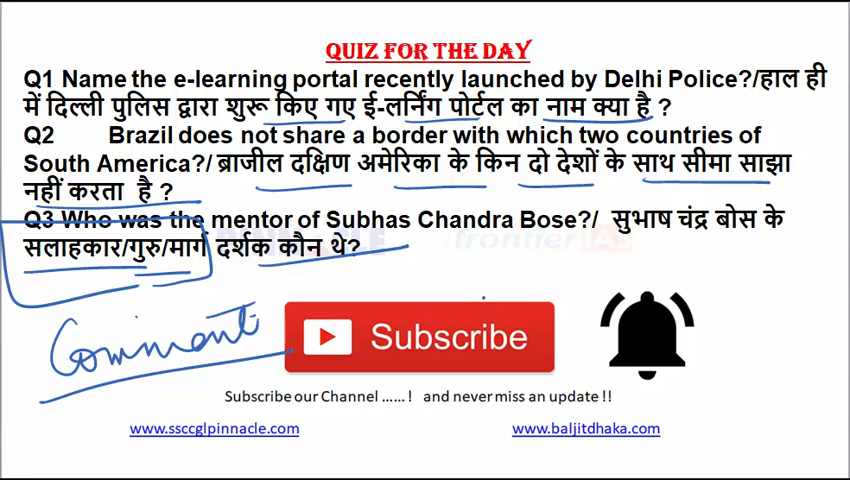 QUIZ FOR THE DAY
Q1 Name the e-learning portal recently launched by Delhi Police?/हाल ही
में दिल्ली पुलिस द्वारा शुरू किए गए ई-लर्निंग पोर्टल का नाम क्या है ?
Q2 Brazil does not share a border with which two countries of
South America?/ ब्राजील दक्षिण अमेरिका के किन दो देशों के साथ सीमा साझा
नहीं करता है ?
Q3 Who was the mentor of Subhas Chandra Bose?/ सुभाष चंद्र बोस के
सलाहकार/गुरु/मार्ग दर्शक कौन थे?
PINNACLE frontier IAS
Comment
Subscribe
Subscribe our Channel ......! and never miss an update !!
www.ssccglpinnacle.com www.baljitdhaka.com